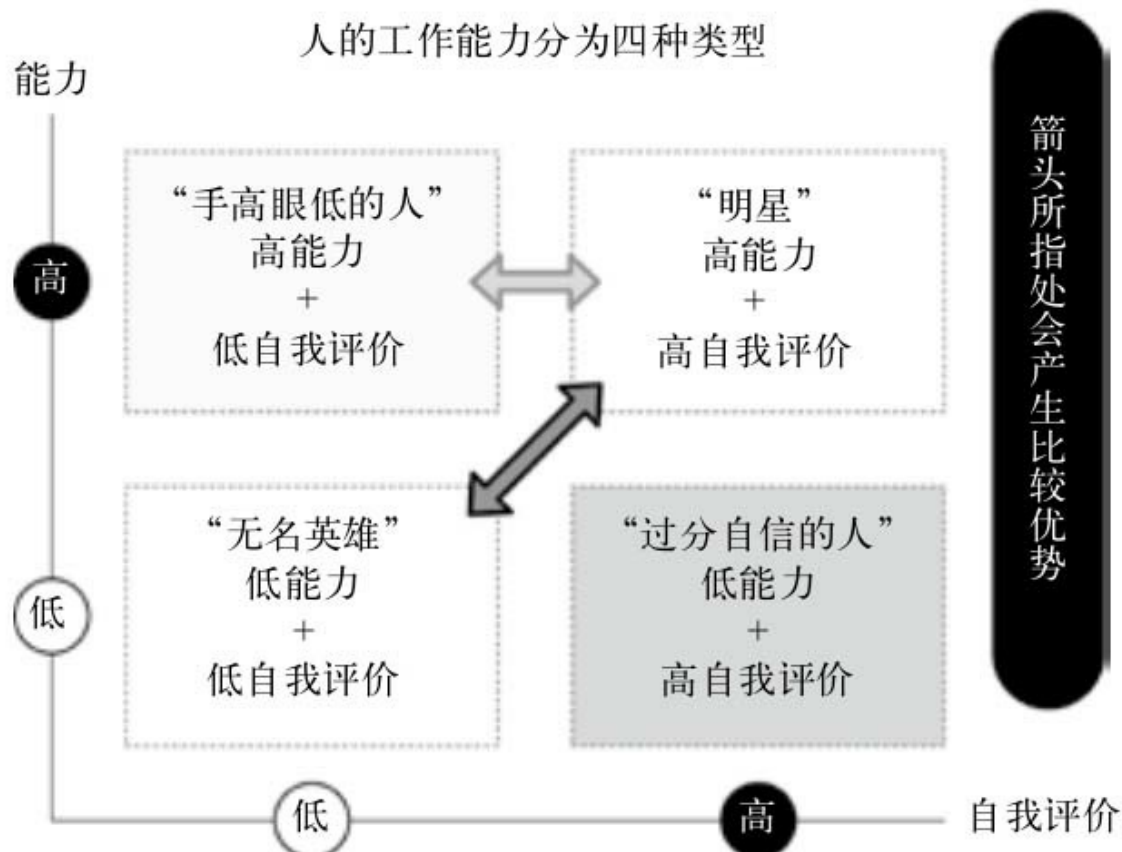 人的工作能力分为四种类型
能力
高
“手高眼低的人”
高能力
+
低自我评价
“明星”
高能力
+
高自我评价
低
“无名英雄”
低能力
+
低自我评价
“过分自信的人”
低能力
+
高自我评价
低
高
自我评价
箭头所指处会产生比较优势